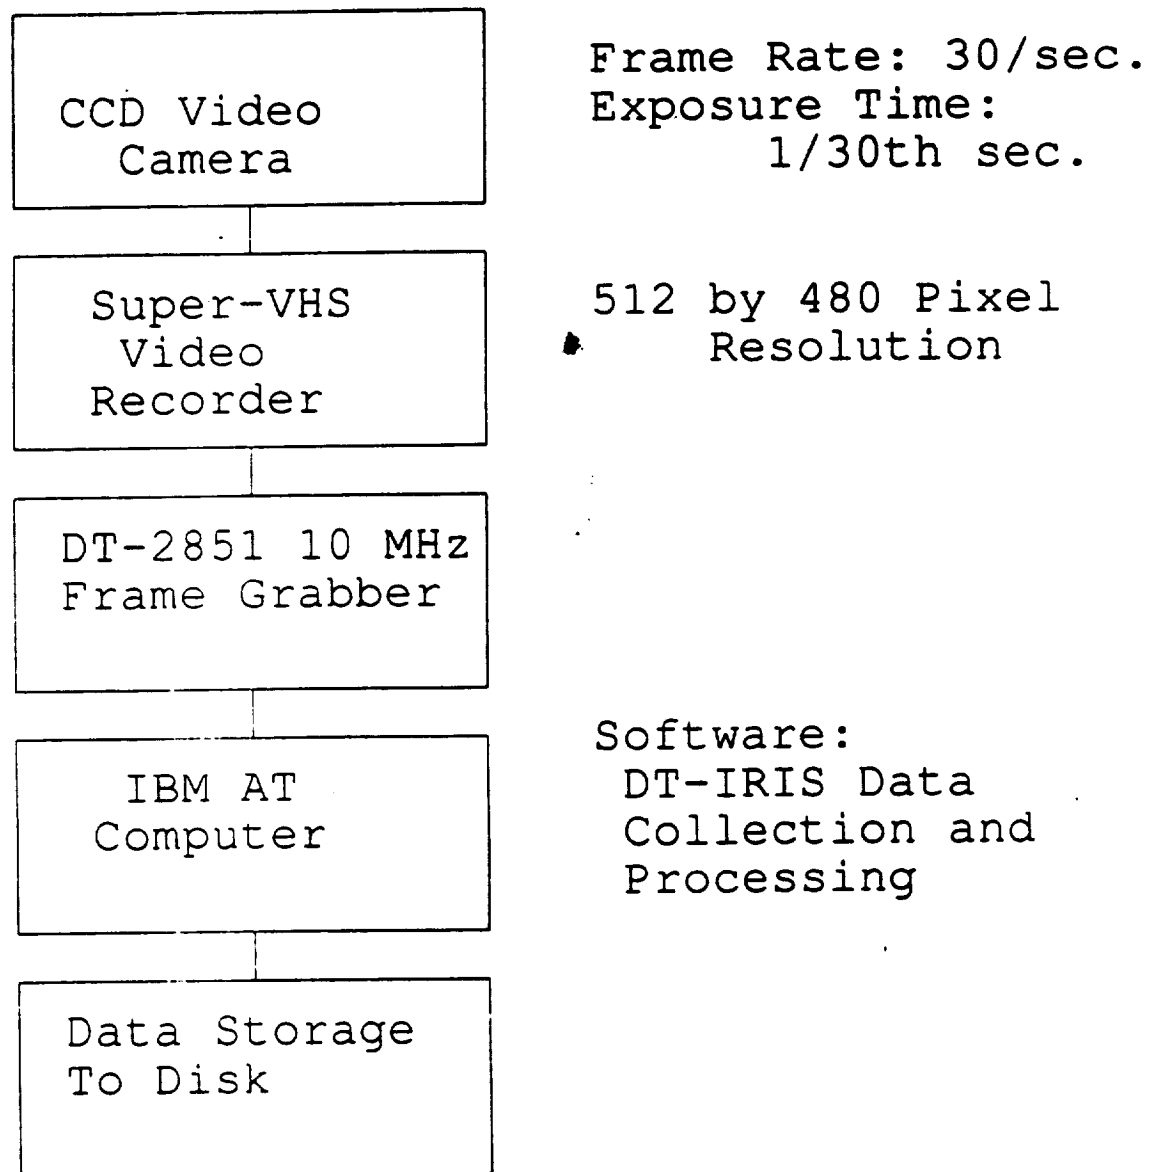 CCD Video
Camera
Frame Rate: 30/sec.
Exposure Time:
1/30th sec.
Super-VHS
Video
Recorder
512 by 480 Pixel
Resolution
DT-2851 10 MHz
Frame Grabber
IBM AT
Computer
Software:
DT-IRIS Data
Collection and
Processing
Data Storage
To Disk